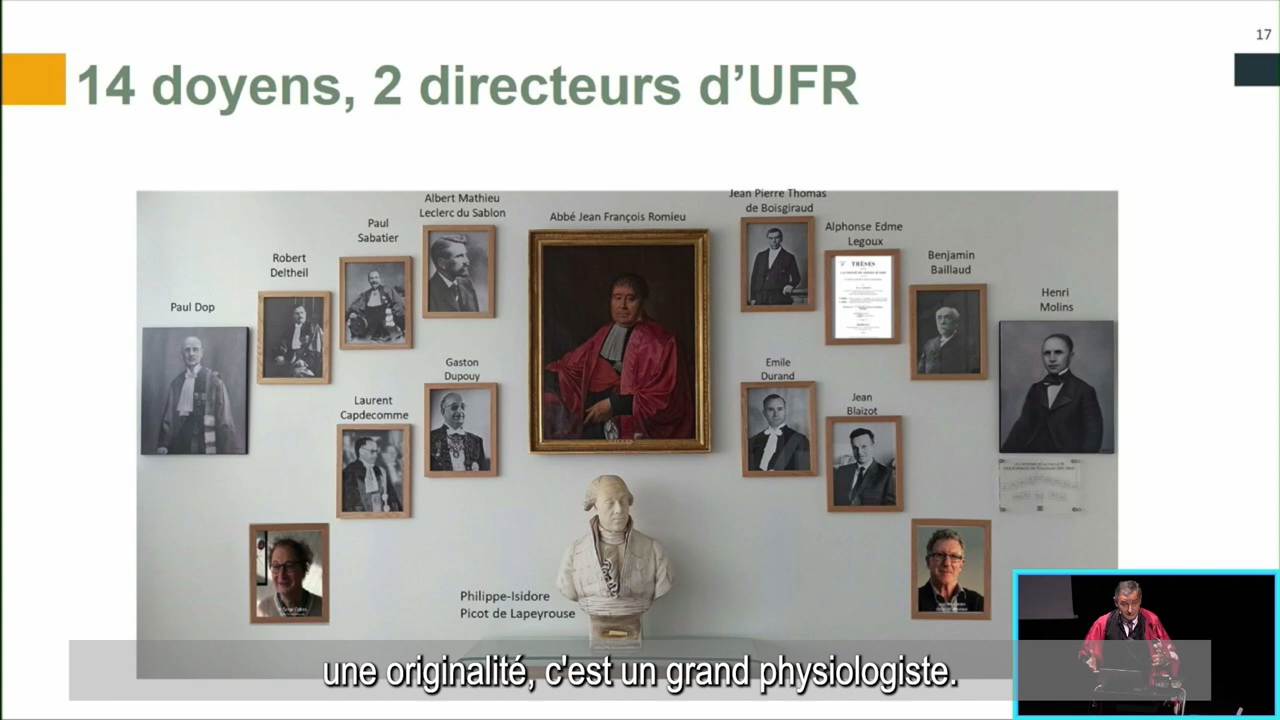 17
14 doyens, 2 directeurs d’UFR
Albert Mathieu
Leclerc du Sablon
Abbé Jean François Romieu
Jean Pierre Thomas
de Boisgiraud
Paul
Sabatier
Alphonse Edme
Legoux
Robert
Deltheil
Benjamin
Baillaud
Paul Dop
Henri
Molins
THÈSES
Gaston
Dupouy
Emile
Durand
Laurent
Capdecomme
Jean
Blaizot
Philippe-Isidore
Picot de Lapeyrouse
une originalité, c'est un grand physiologiste.